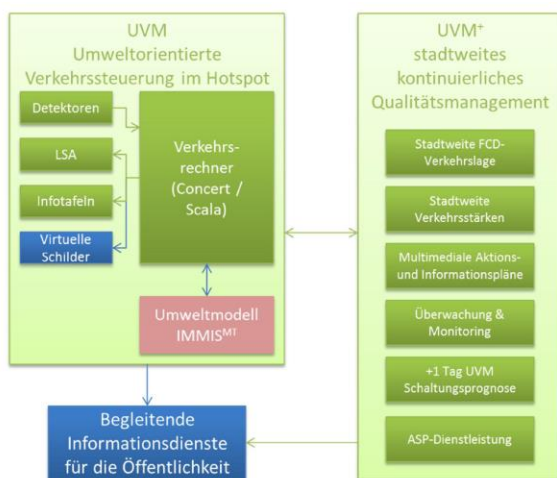 UVM
Umweltorientierte
Verkehrssteuerung im Hotspot
Detektoren
LSA
Infotafeln
Virtuelle
Schilder
Verkehrs-
rechner
(Concert /
Scala)
Umweltmodell
IMMISᴹᵀ
Begleitende
Informationsdienste
für die Öffentlichkeit
UVM⁺
stadtweites
kontinuierliches
Qualitätsmanagement
Stadtweite FCD-
Verkehrslage
Stadtweite
Verkehrsstärken
Multimediale Aktions-
und Informationspläne
Überwachung &
Monitoring
+1 Tag UVM
Schaltungsprognose
ASP-Dienstleistung